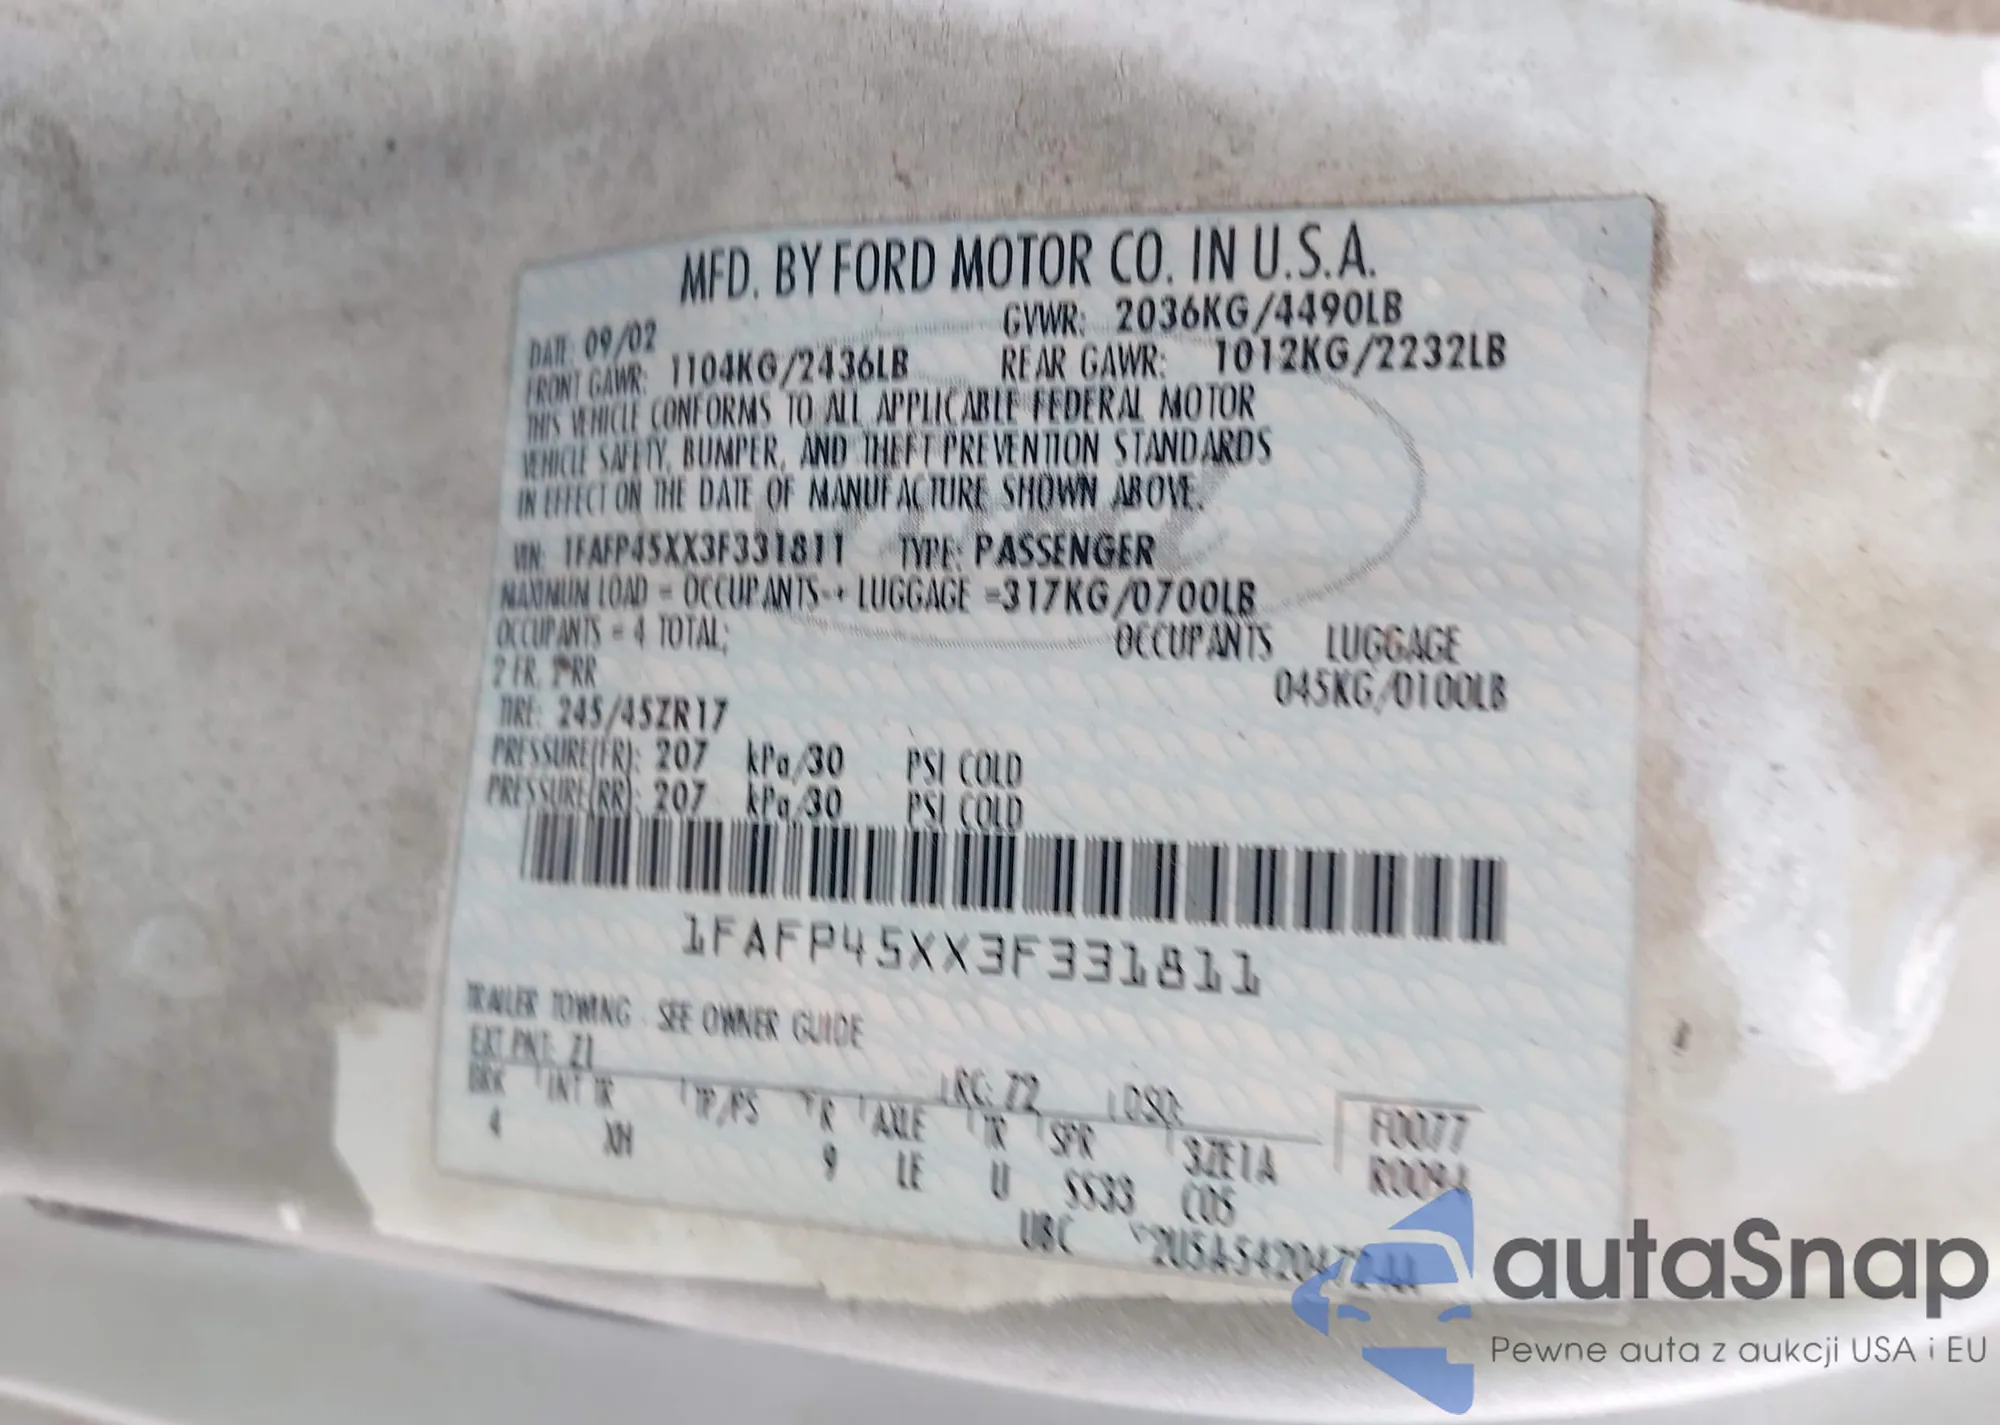 MFD. BY FORD MOTOR CO. IN U.S.A.
DATE: 09/02 GVWR: 2036KG/4490LB
FRONT GAWR: 1104KG/2436LB REAR GAWR: 1012KG/2232LB
THIS VEHICLE CONFORMS TO ALL APPLICABLE FEDERAL MOTOR
VEHICLE SAFETY, BUMPER, AND THEFT PREVENTION STANDARDS
IN EFFECT ON THE DATE OF MANUFACTURE SHOWN ABOVE.
VIN: 1FAFP45XX3F331811 TYPE: PASSENGER
MAXIMUM LOAD = OCCUPANTS + LUGGAGE =317KG/0700LB
OCCUPANTS = 4 TOTAL; OCCUPANTS LUGGAGE
2 FR, 2 RR 045KG/0100LB
TIRE: 245/45ZR17
PRESSURE(FR): 207 kPa/30 PSI COLD
PRESSURE(RR): 207 kPa/30 PSI COLD
1FAFP45XX3F331811
TRAILER TOWING - SEE OWNER GUIDE
EXT PNT: Z1 RC: 72 DSO:
BRK INT TR TP/PS R AXLE TR SPR 3ZE1A F0077
4 XH 9 LE U SS33 C05 R0094
UBC
autaSnap
Pewne auta z aukcji USA i EU